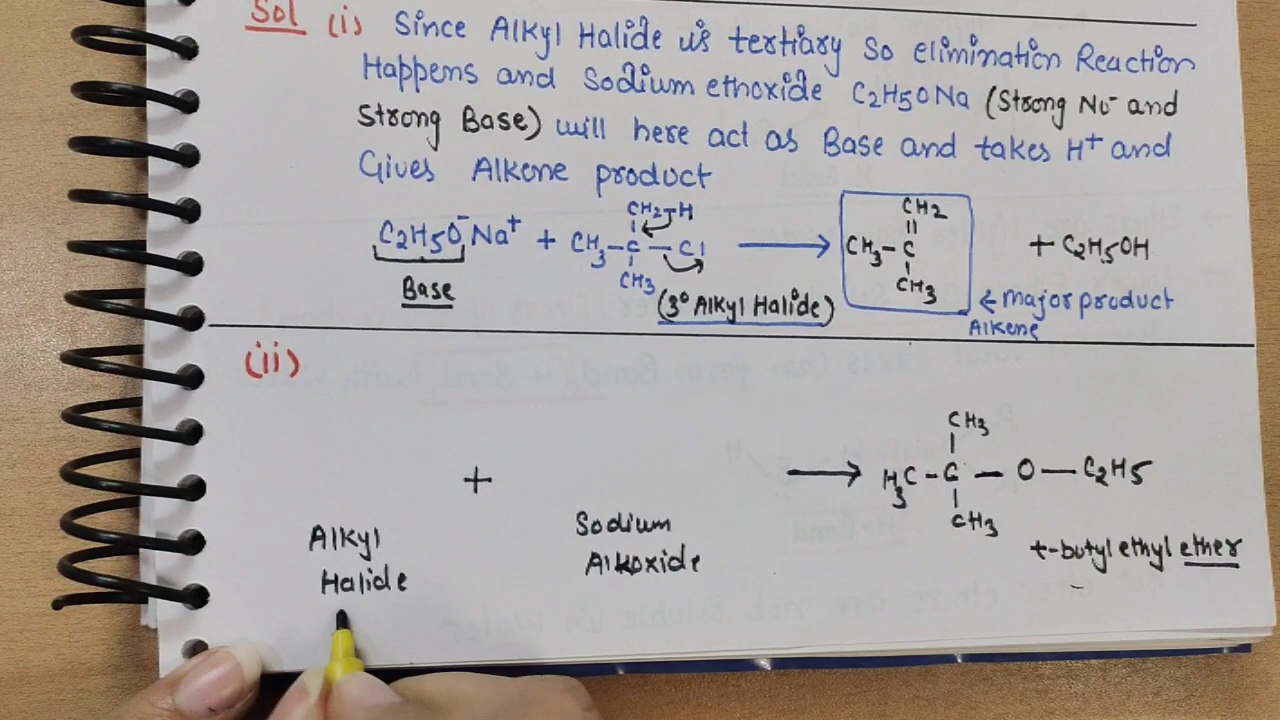 Sol (i) Since Alkyl Halide is tertiary so elimination Reaction
Happens and Sodium ethoxide C2H5ONa (Strong Nu- and
Strong Base) will here act as Base and takes H+ and
Gives Alkene product
CH2-H
C2H5O- Na+ + CH3-C-Cl → CH3-C + C2H5OH
CH3
Base
(3° Alkyl Halide)
CH2
||
CH3
← major product
Alkene
(ii)
CH3
|
+ → H3C-C-O-C2H5
|
CH3
Alkyl
Halide
Sodium
Alkoxide
t-butyl ethyl ether